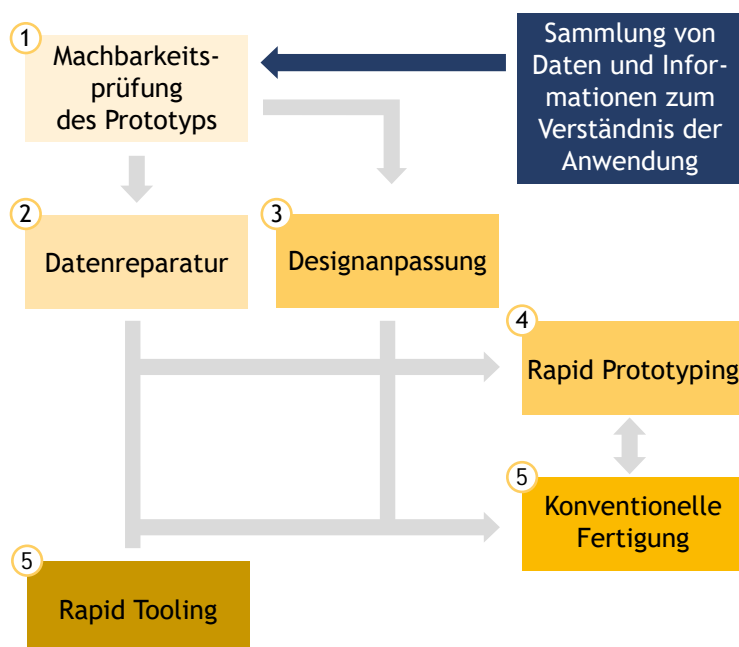 1
Machbarkeits-
prüfung
des Prototyps
Sammlung von
Daten und Infor-
mationen zum
Verständnis der
Anwendung
2
Datenreparatur
3
Designanpassung
4
Rapid Prototyping
5
Konventionelle
Fertigung
5
Rapid Tooling